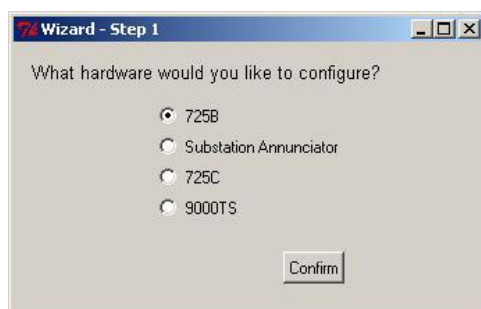 Wizard - Step 1
What hardware would you like to configure?
725B
Substation Annunciator
725C
9000TS
Confirm